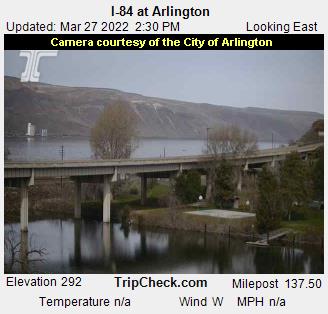 I-84 at Arlington
Updated: Mar 27 2022 2:30 PM Looking East
Camera courtesy of the City of Arlington
Elevation 292 TripCheck.com Milepost 137.50
Temperature n/a Wind W MPH n/a